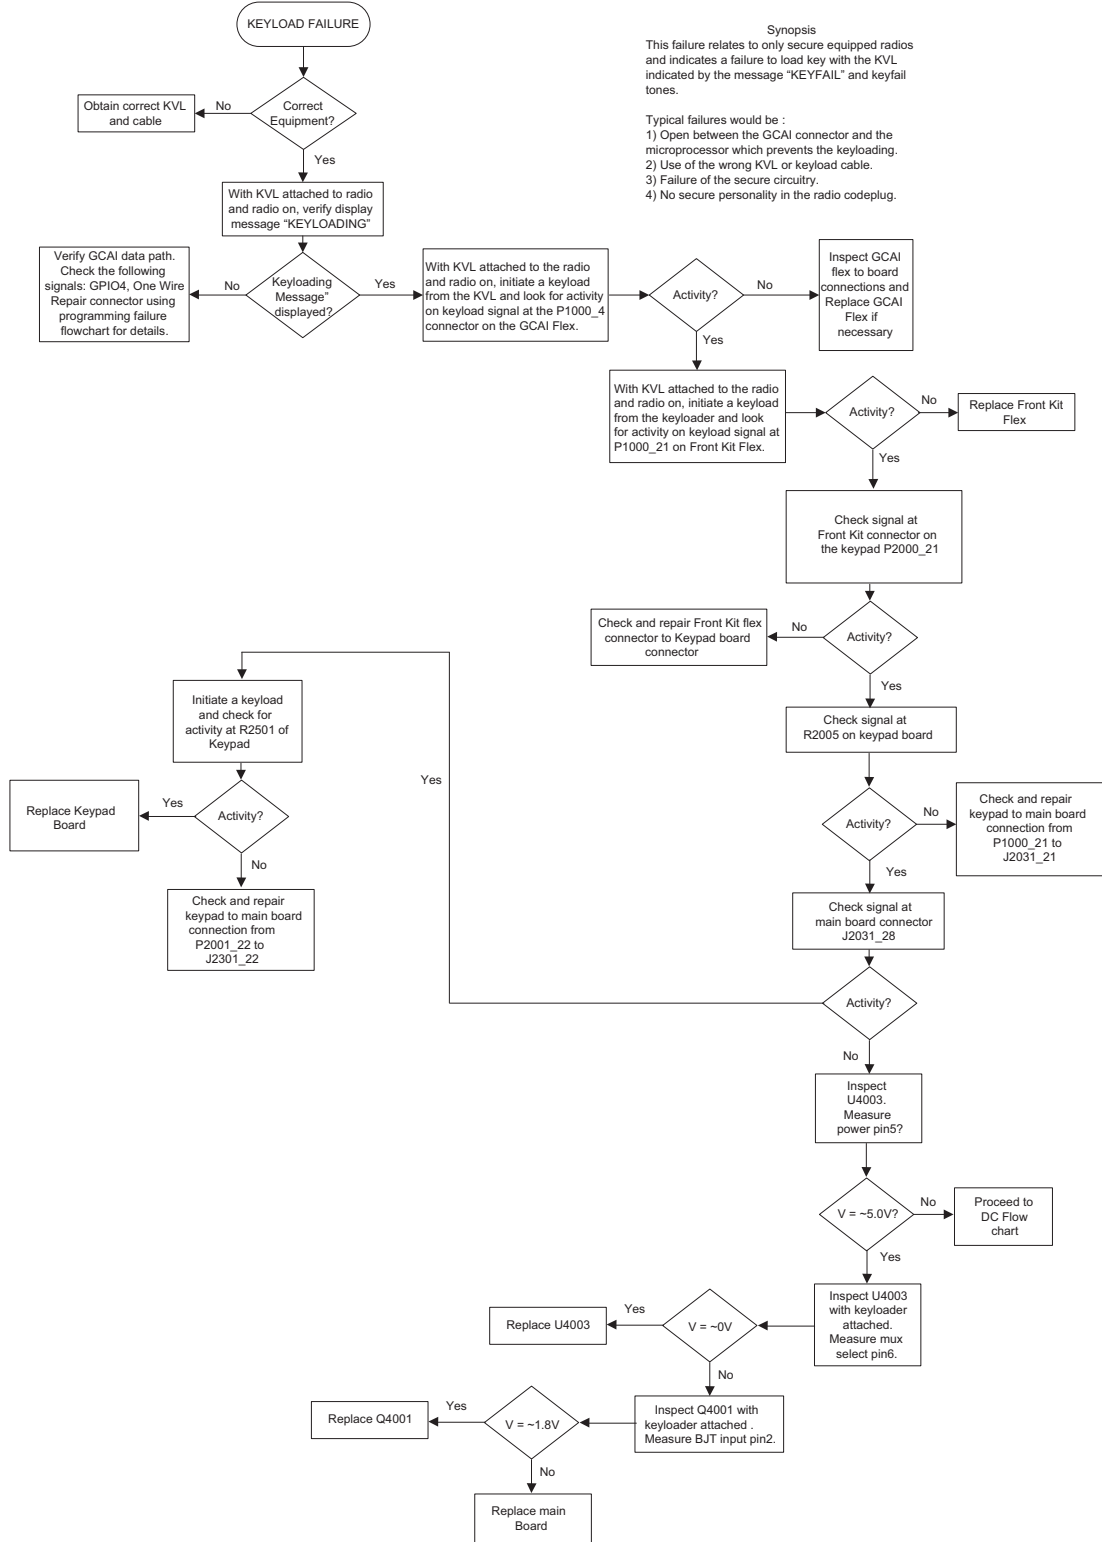 KEYLOAD FAILURE
Synopsis
This failure relates to only secure equipped radios
and indicates a failure to load key with the KVL
indicated by the message “KEYFAIL” and keyfail
tones.
Typical failures would be :
1) Open between the GCAI connector and the
microprocessor which prevents the keyloading.
2) Use of the wrong KVL or keyload cable.
3) Failure of the secure circuitry.
4) No secure personality in the radio codeplug.
Correct
Equipment?
No
Obtain correct KVL
and cable
Yes
With KVL attached to radio
and radio on, verify display
message “KEYLOADING”
Keyloading
Message”
displayed?
No
Verify GCAI data path.
Check the following
signals: GPIO4, One Wire
Repair connector using
programming failure
flowchart for details.
Yes
With KVL attached to the radio
and radio on, initiate a keyload
from the KVL and look for activity
on keyload signal at the P1000_4
connector on the GCAI Flex.
Activity?
No
Inspect GCAI
flex to board
connections and
Replace GCAI
Flex if
necessary
Yes
With KVL attached to the radio
and radio on, initiate a keyload
from the keyloader and look
for activity on keyload signal at
P1000_21 on Front Kit Flex.
Activity?
No
Replace Front Kit
Flex
Yes
Check signal at
Front Kit connector on
the keypad P2000_21
Activity?
No
Check and repair Front Kit flex
connector to Keypad board
connector
Yes
Check signal at
R2005 on keypad board
Activity?
No
Check and repair
keypad to main board
connection from
P1000_21 to
J2031_21
Yes
Check signal at
main board connector
J2031_28
Activity?
Yes
Initiate a keyload
and check for
activity at R2501 of
Keypad
Activity?
Yes
Replace Keypad
Board
No
Check and repair
keypad to main board
connection from
P2001_22 to
J2301_22
No
Inspect
U4003.
Measure
power pin5?
V = ~5.0V?
No
Proceed to
DC Flow
chart
Yes
Inspect U4003
with keyloader
attached.
Measure mux
select pin6.
V = ~0V
Yes
Replace U4003
No
Inspect Q4001 with
keyloader attached .
Measure BJT input pin2.
V = ~1.8V
Yes
Replace Q4001
No
Replace main
Board